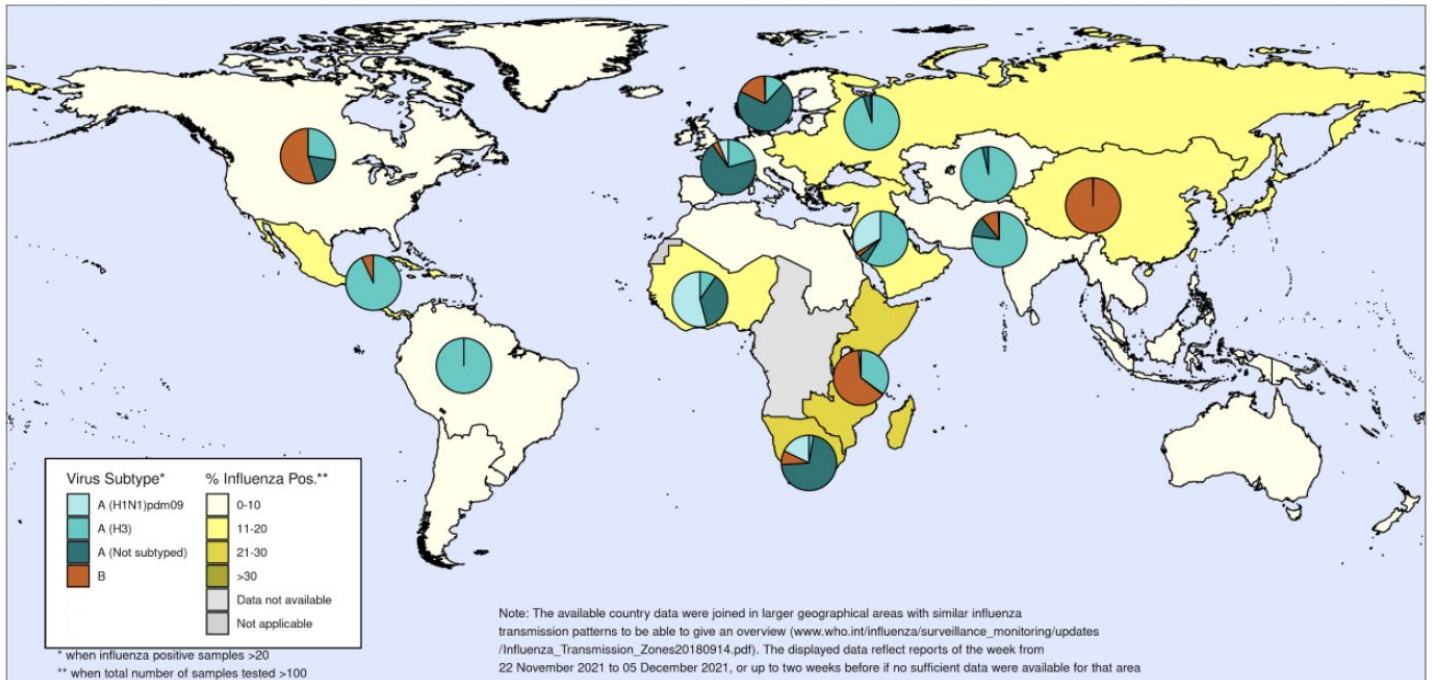 Virus Subtype*
A (H1N1)pdm09
A (H3)
A (Not subtyped)
B
% Influenza Pos.**
0-10
11-20
21-30
>30
Data not available
Not applicable
* when influenza positive samples >20
** when total number of samples tested >100
Note: The available country data were joined in larger geographical areas with similar influenza
transmission patterns to be able to give an overview (www.who.int/influenza/surveillance_monitoring/updates
/Influenza_Transmission_Zones20180914.pdf). The displayed data reflect reports of the week from
22 November 2021 to 05 December 2021, or up to two weeks before if no sufficient data were available for that area